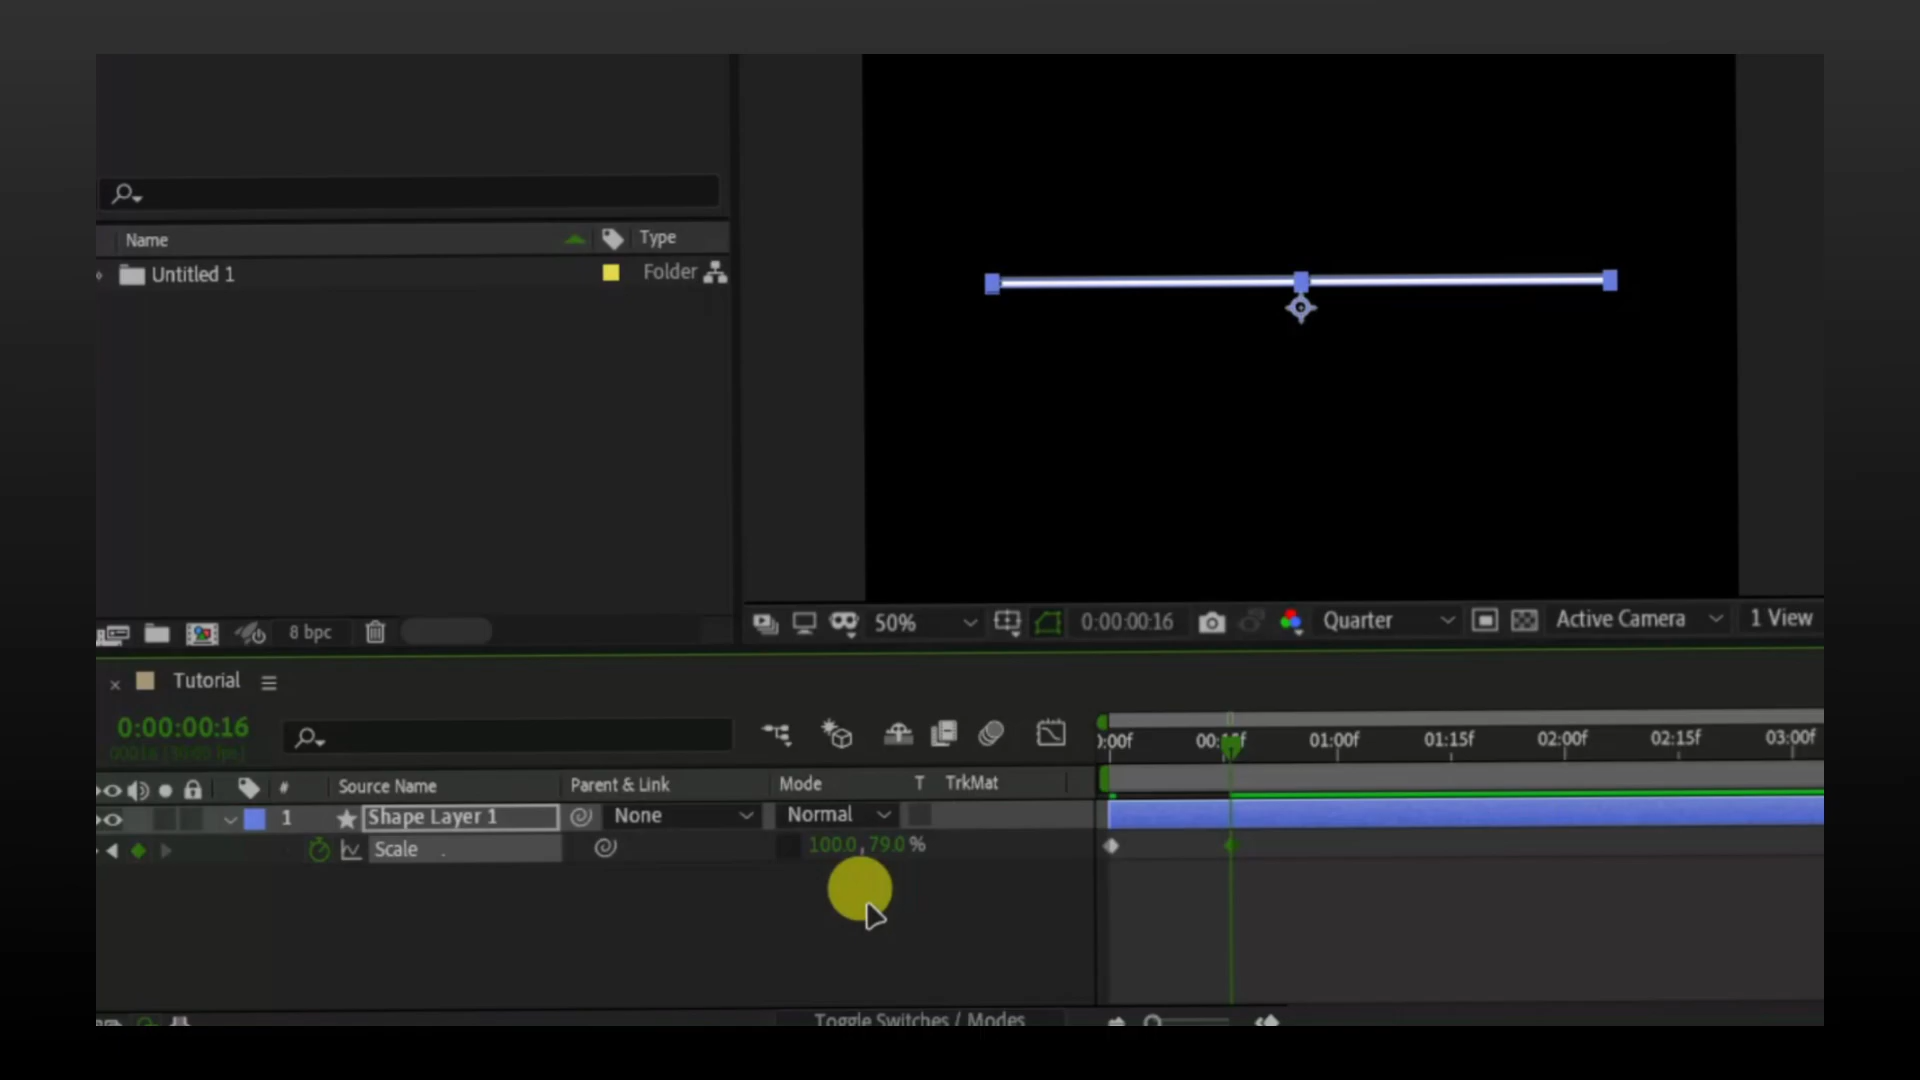 Name Type
Untitled 1 Folder
8 bpc
50% 0:00:00:16 Quarter Active Camera 1 View
Tutorial
0:00:00:16
:00f 01:00f 01:15f 02:00f 02:15f 03:00f
# Source Name Parent & Link Mode T TrkMat
1 Shape Layer 1 None Normal
Scale 100.0, 79.0 %
Toggle Switches / Modes